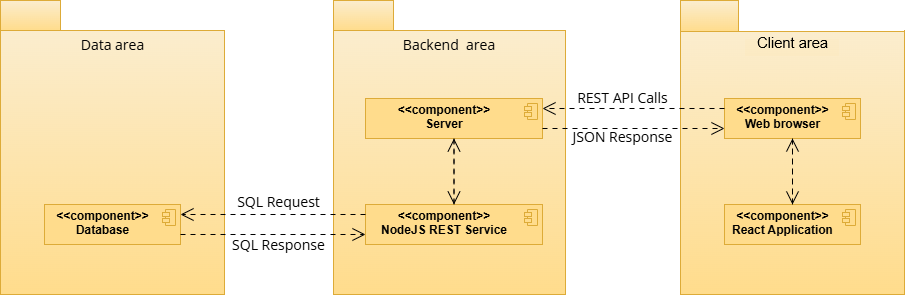 Data area
Backend  area
Client area
<<component>>
Server
REST API Calls
JSON Response
<<component>>
Web browser
<<component>>
Database
SQL Request
SQL Response
<<component>>
NodeJS REST Service
<<component>>
React Application